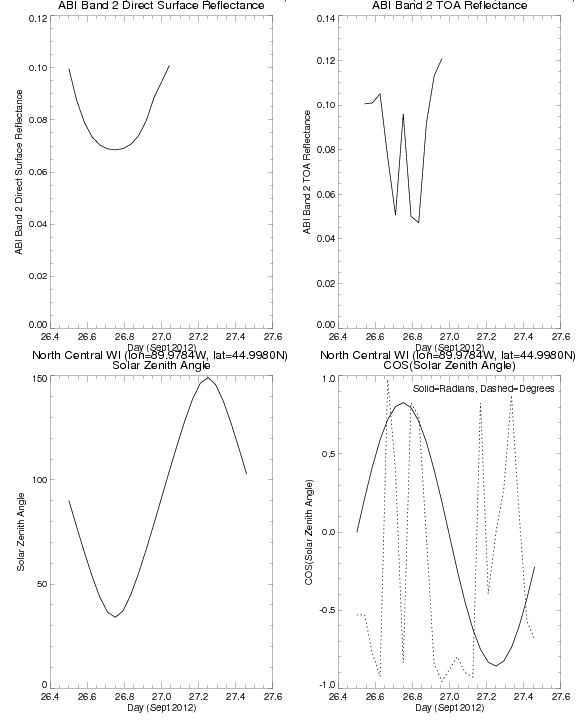 ABI Band 2 Direct Surface Reflectance
ABI Band 2 TOA Reflectance
0.12
0.10
0.08
0.06
0.04
0.02
0.00
ABI Band 2 Direct Surface Reflectance
26.4 26.6 26.8 27.0 27.2 27.4 27.6
Day (Sept 2012)
0.14
0.12
0.10
0.08
0.06
0.04
0.02
0.00
ABI Band 2 TOA Reflectance
26.4 26.6 26.8 27.0 27.2 27.4 27.6
Day (Sept 2012)
North Central WI (lon=89.9784W, lat=44.9980N)
Solar Zenith Angle
150
100
50
0
Solar Zenith Angle
26.4 26.6 26.8 27.0 27.2 27.4 27.6
Day (Sept 2012)
North Central WI (lon=89.9784W, lat=44.9980N)
COS(Solar Zenith Angle)
Solid=Radians, Dashed=Degrees
1.0
0.5
0.0
-0.5
-1.0
COS(Solar Zenith Angle)
26.4 26.6 26.8 27.0 27.2 27.4 27.6
Day (Sept 2012)